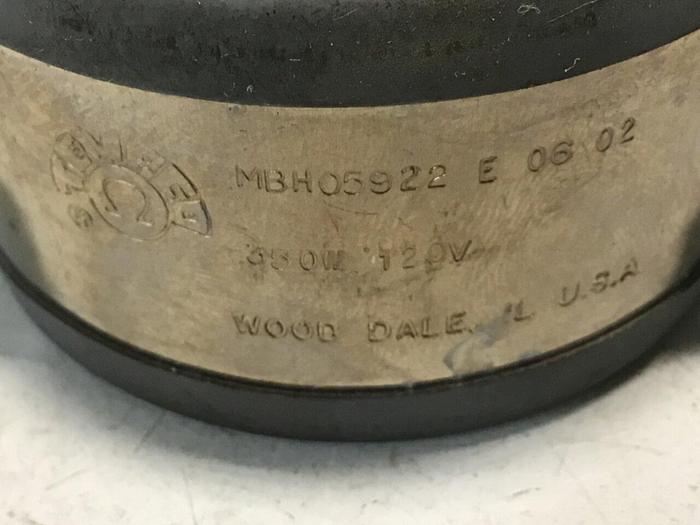 MBH05922 E 06 02
350W 120V
WOOD DALE, IL U.S.A